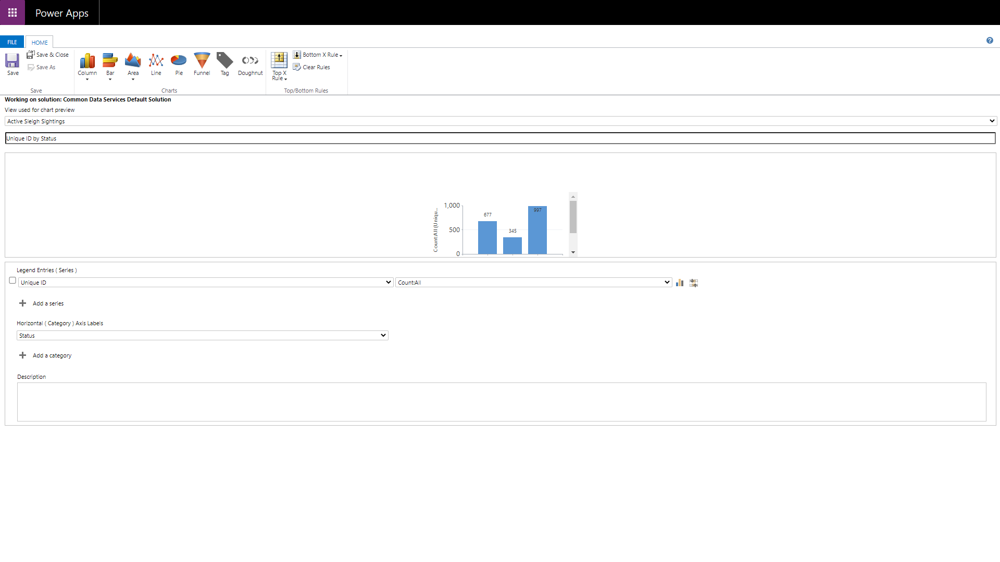 Power Apps
FILE
HOME
Save
Save & Close
Save As
Save
Column
Bar
Area
Line
Pie
Funnel
Tag
Doughnut
Charts
Top X
Rule
Bottom X Rule
Clear Rules
Top/Bottom Rules
Working on solution: Common Data Services Default Solution
View used for chart preview
Active Sleigh Sightings
Unique ID by Status
Count:All (Uniqu...
1,000
500
0
677
345
997
Legend Entries ( Series )
Unique ID
Count:All
Add a series
Horizontal ( Category ) Axis Labels
Status
Add a category
Description